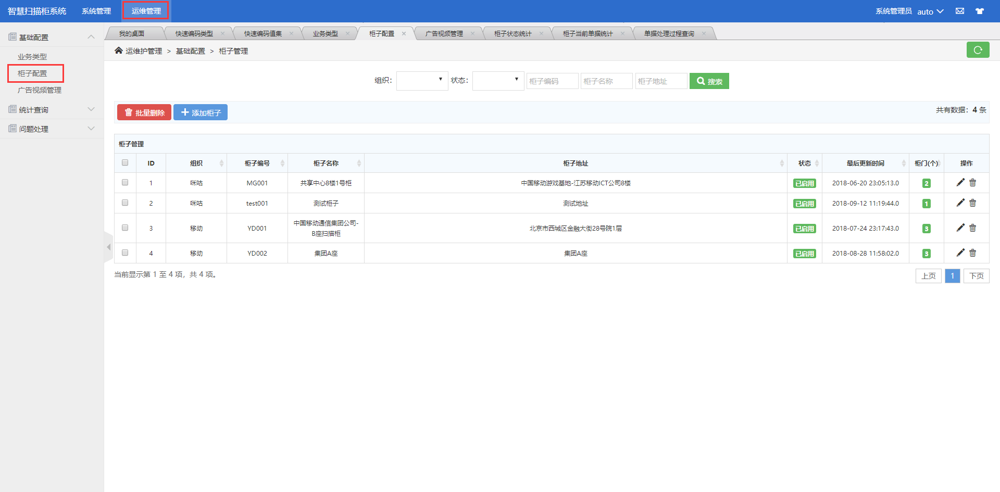 智慧扫描柜系统 系统管理 运维管理 系统管理员 auto
基础配置
业务类型
柜子配置
广告视频管理
统计查询
问题处理
我的桌面 快速编码类型 快速编码值集 业务类型 柜子配置 广告视频管理 柜子状态统计 柜子当前单据统计 单据处理过程查询
运维护管理 > 基础配置 > 柜子管理
组织： 状态： 柜子编码 柜子名称 柜子地址 搜索
批量删除 添加柜子 共有数据：4 条
柜子管理
ID 组织 柜子编号 柜子名称 柜子地址 状态 最后更新时间 柜门(个) 操作
1 咪咕 MG001 共享中心8楼1号柜 中国移动游戏基地-江苏移动ICT公司8楼 已启用 2018-06-20 23:05:13.0 2
2 咪咕 test001 测试柜子 测试地址 已启用 2018-09-12 11:19:44.0 1
3 移动 YD001 中国移动通信集团公司-
B座扫描柜 北京市西城区金融大街28号院1层 已启用 2018-07-24 23:17:43.0 3
4 移动 YD002 集团A座 集团A座 已启用 2018-08-28 11:58:02.0 3
当前显示第 1 至 4 项，共 4 项。 上页 1 下页